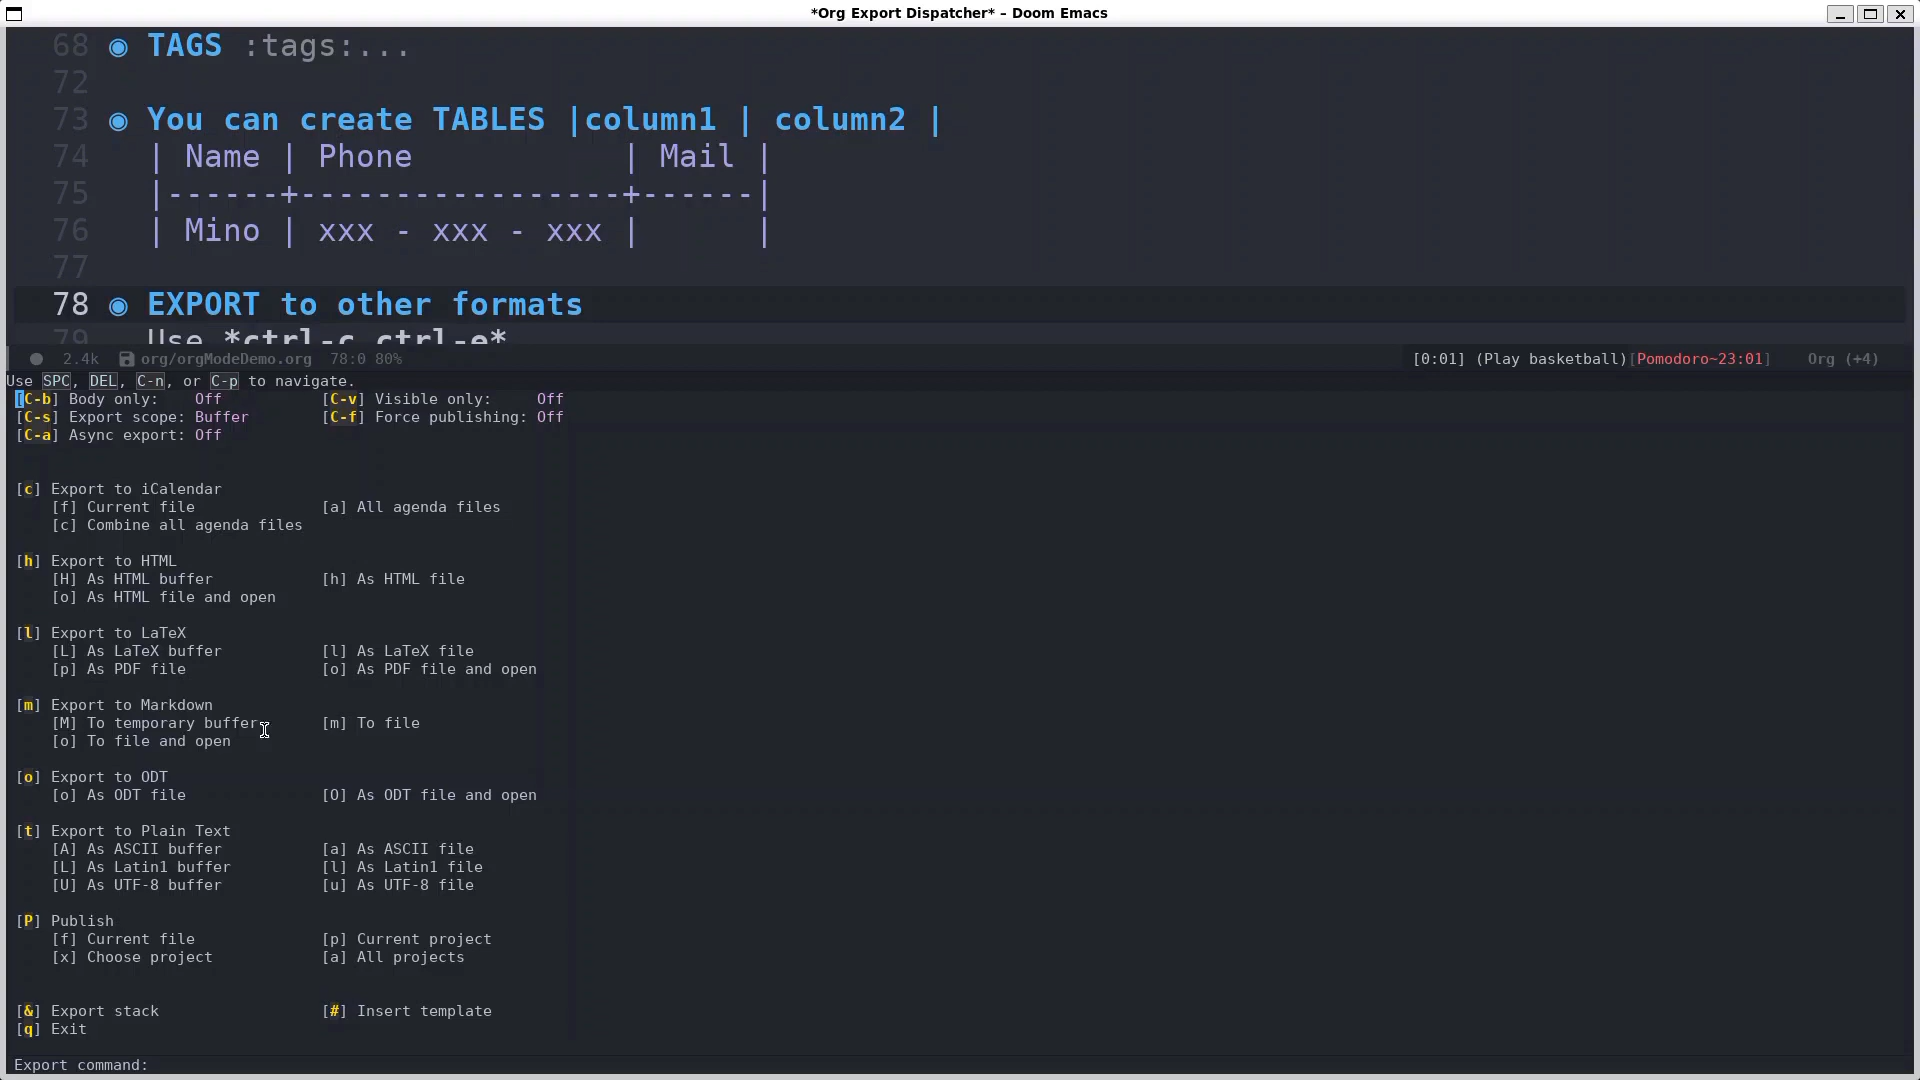 *Org Export Dispatcher* – Doom Emacs
68 ◉ TAGS :tags:...
72
73 ◉ You can create TABLES |column1 | column2 |
74 | Name | Phone           | Mail |
75 |------+-----------------+------|
76 | Mino | xxx - xxx - xxx |      |
77
78 ◉ EXPORT to other formats
79 Use *ctrl-c ctrl-e*
● 2.4k org/orgModeDemo.org 78:0 80% [0:01] (Play basketball)[Pomodoro~23:01] Org (+4)
Use SPC, DEL, C-n, or C-p to navigate.
[C-b] Body only:    Off           [C-v] Visible only:     Off
[C-s] Export scope: Buffer        [C-f] Force publishing: Off
[C-a] Async export: Off
[c] Export to iCalendar
    [f] Current file              [a] All agenda files
    [c] Combine all agenda files
[h] Export to HTML
    [H] As HTML buffer            [h] As HTML file
    [o] As HTML file and open
[l] Export to LaTeX
    [L] As LaTeX buffer           [l] As LaTeX file
    [p] As PDF file               [o] As PDF file and open
[m] Export to Markdown
    [M] To temporary buffer       [m] To file
    [o] To file and open
[o] Export to ODT
    [o] As ODT file               [O] As ODT file and open
[t] Export to Plain Text
    [A] As ASCII buffer           [a] As ASCII file
    [L] As Latin1 buffer          [l] As Latin1 file
    [U] As UTF-8 buffer           [u] As UTF-8 file
[P] Publish
    [f] Current file              [p] Current project
    [x] Choose project            [a] All projects
[&] Export stack                  [#] Insert template
[q] Exit
Export command: